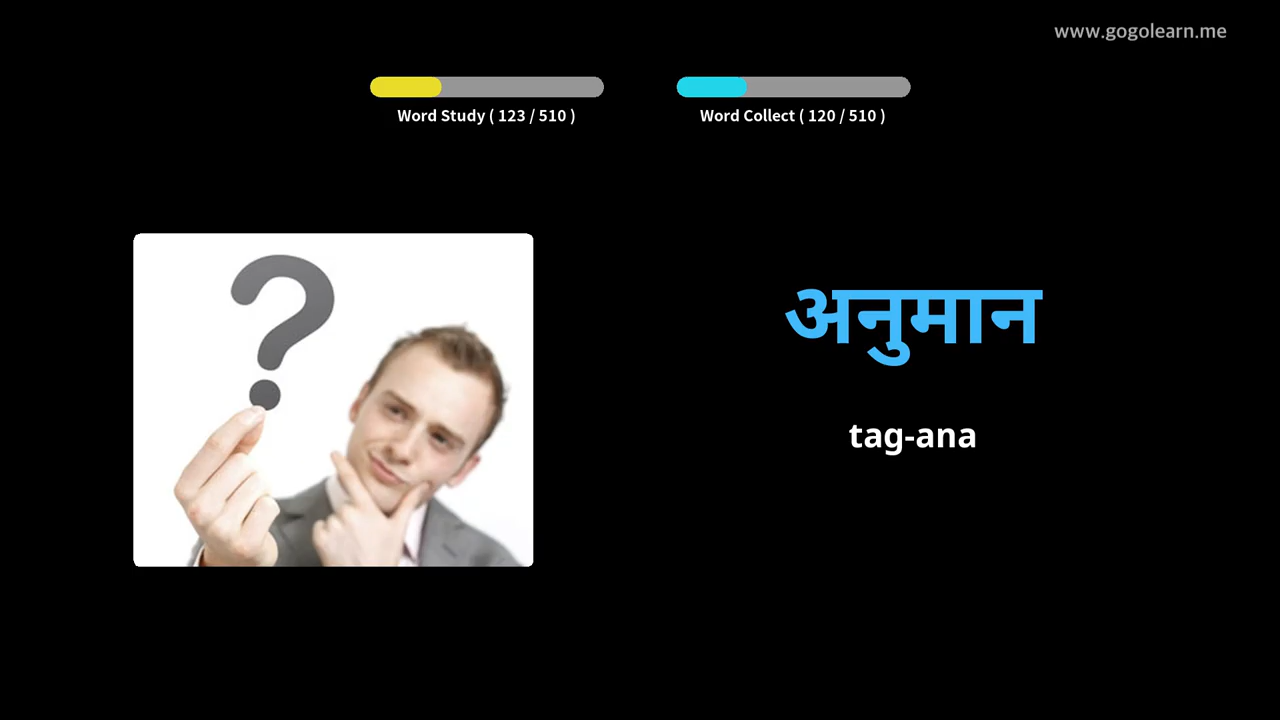 www.gogolearn.me
Word Study ( 123 / 510 )
Word Collect ( 120 / 510 )
?
अनुमान
tag-ana